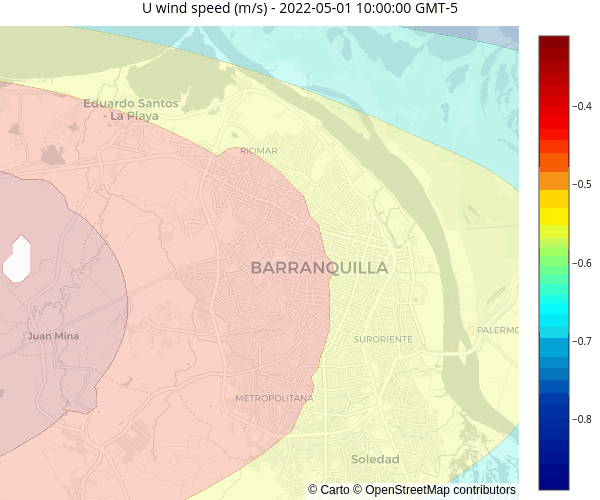 U wind speed (m/s) - 2022-05-01 10:00:00 GMT-5
Eduardo Santos
- La Playa
RIOMAR
BARRANQUILLA
Juan Mina
SURORIENTE
PALERMO
METROPOLITANA
Soledad
© Carto © OpenStreetMap contributors
−0.4
−0.5
−0.6
−0.7
−0.8